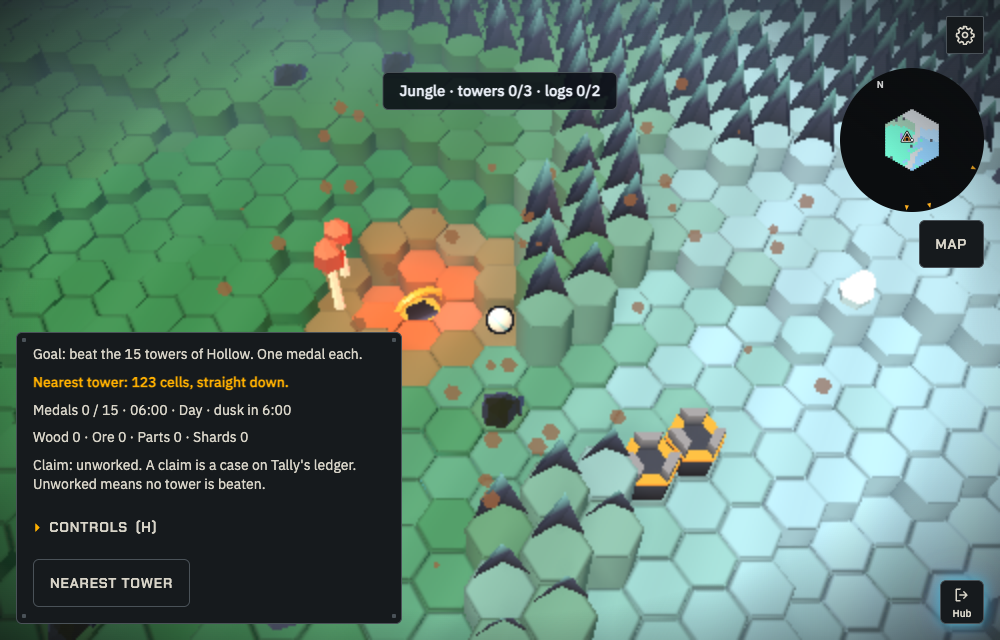 Jungle · towers 0/3 · logs 0/2
N
MAP
Goal: beat the 15 towers of Hollow. One medal each.
Nearest tower: 123 cells, straight down.
Medals 0 / 15 · 06:00 · Day · dusk in 6:00
Wood 0 · Ore 0 · Parts 0 · Shards 0
Claim: unworked. A claim is a case on Tally's ledger.
Unworked means no tower is beaten.
CONTROLS (H)
NEAREST TOWER
Hub